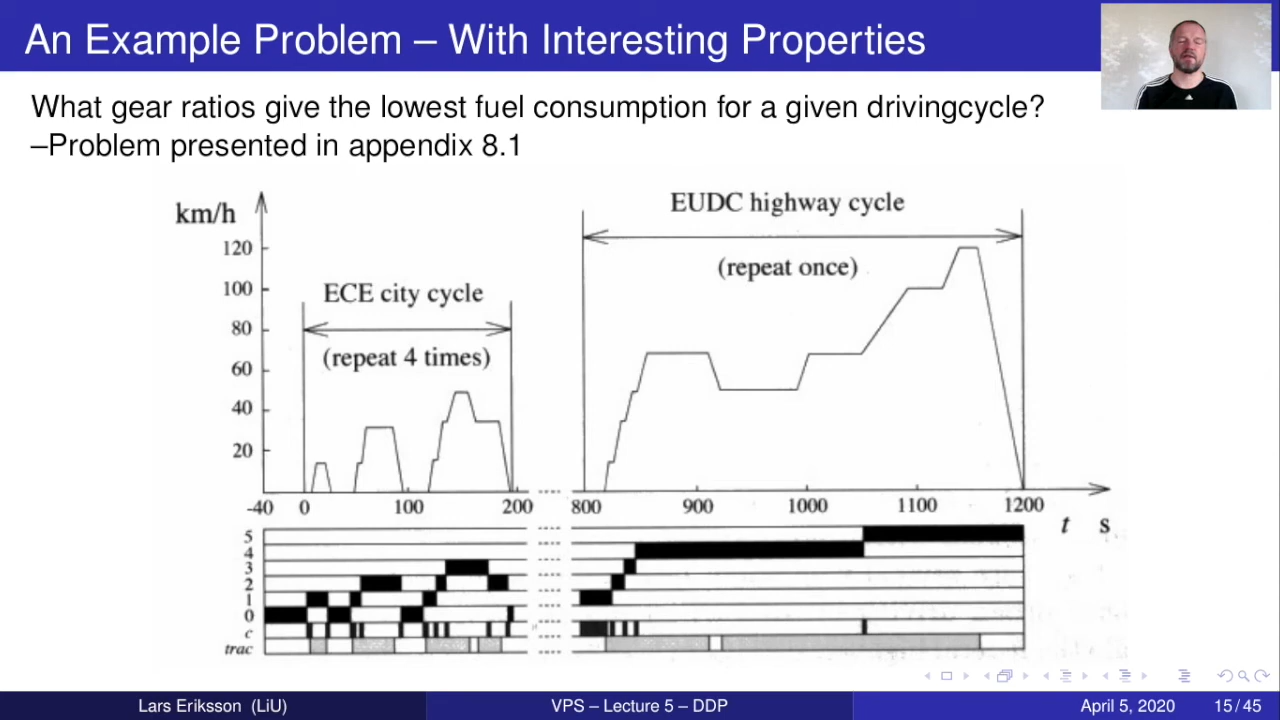 An Example Problem – With Interesting Properties
What gear ratios give the lowest fuel consumption for a given drivingcycle?
–Problem presented in appendix 8.1
km/h
EUDC highway cycle
(repeat once)
ECE city cycle
(repeat 4 times)
120
100
80
60
40
20
-40 0 100 200 800 900 1000 1100 1200
t s
5
4
3
2
1
0
c
trac
Lars Eriksson (LiU) VPS – Lecture 5 – DDP April 5, 2020 15 / 45